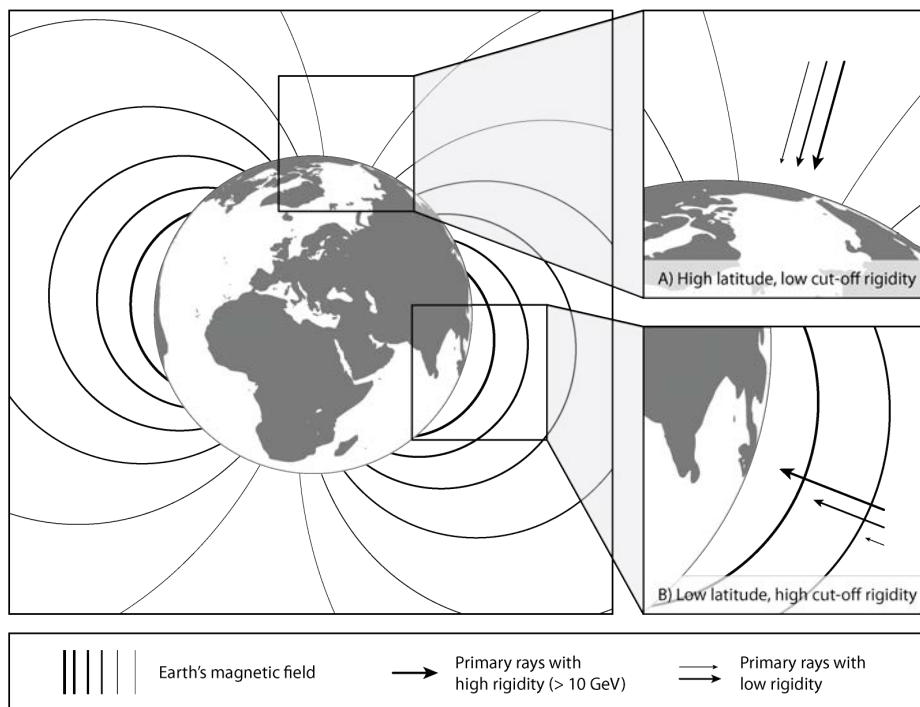 A) High latitude, low cut-off rigidity
B) Low latitude, high cut-off rigidity
Earth's magnetic field
Primary rays with
high rigidity (> 10 GeV)
Primary rays with
low rigidity